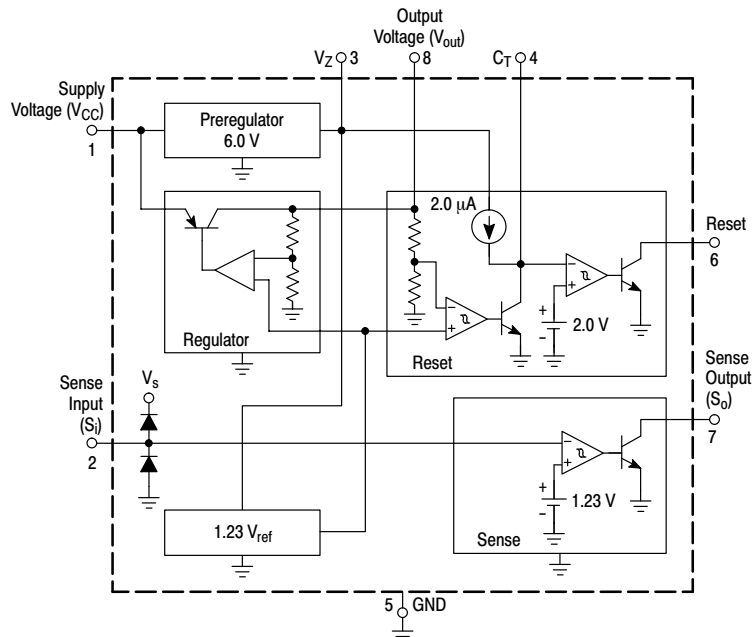 Output
Voltage (Vout)
VZ 3
8
CT 4
Supply
Voltage (VCC)
1
Preregulator
6.0 V
2.0 µA
Reset
6
2.0 V
Regulator
Reset
Sense
Input
(Si)
2
Vs
Sense
Output
(So)
7
1.23 V
1.23 Vref
Sense
5 GND
+
-
+
-
-
+
-
+
-
+